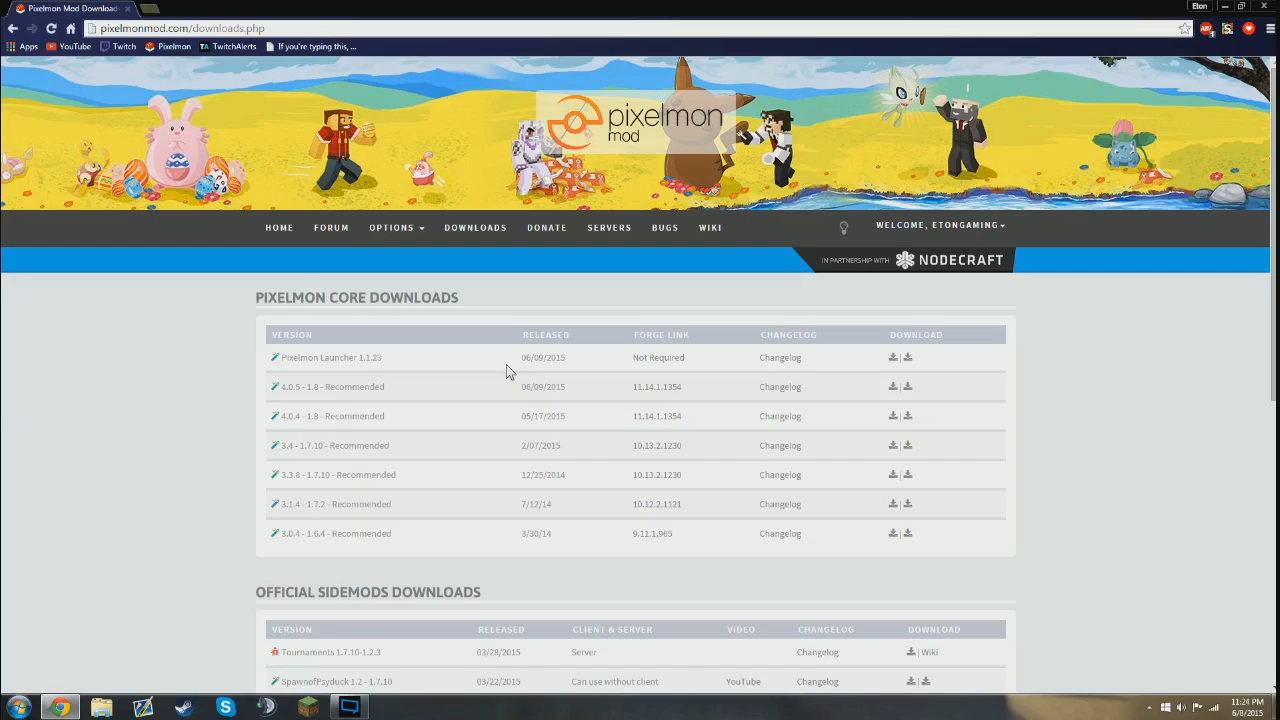 Pixelmon Mod Download
Eton
pixelmonmod.com/downloads.php
Apps YouTube Twitch Pixelmon TA TwitchAlerts If you're typing this, ...
pixelmon
mod
HOME FORUM OPTIONS DOWNLOADS DONATE SERVERS BUGS WIKI WELCOME, ETONGAMING
IN PARTNERSHIP WITH NODECRAFT
PIXELMON CORE DOWNLOADS
VERSION RELEASED FORGE LINK CHANGELOG DOWNLOAD
Pixelmon Launcher 1.1.23 06/09/2015 Not Required Changelog |
4.0.5 - 1.8 - Recommended 06/09/2015 11.14.1.1354 Changelog |
4.0.4 - 1.8 - Recommended 05/17/2015 11.14.1.1354 Changelog |
3.4 - 1.7.10 - Recommended 2/07/2015 10.13.2.1230 Changelog |
3.3.8 - 1.7.10 - Recommended 12/25/2014 10.13.2.1230 Changelog |
3.1.4 - 1.7.2 - Recommended 7/12/14 10.12.2.1121 Changelog |
3.0.4 - 1.6.4 - Recommended 3/30/14 9.11.1.965 Changelog |
OFFICIAL SIDEMODS DOWNLOADS
VERSION RELEASED CLIENT & SERVER VIDEO CHANGELOG DOWNLOAD
Tournaments 1.7.10-1.2.3 03/28/2015 Server Changelog | Wiki
SpawnofPsyduck 1.2 - 1.7.10 03/22/2015 Can use without client YouTube Changelog |
11:24 PM
6/8/2015